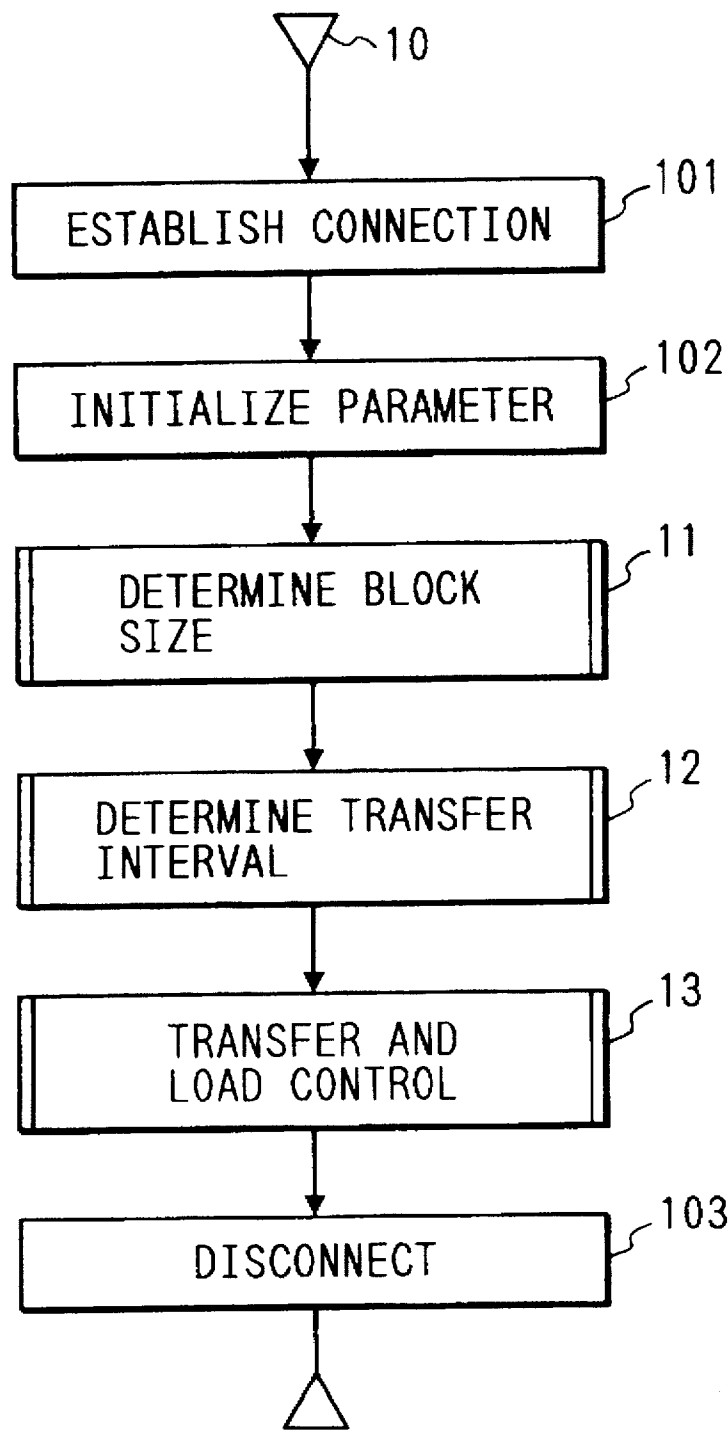 10
101
ESTABLISH CONNECTION
102
INITIALIZE PARAMETER
11
DETERMINE BLOCK
SIZE
12
DETERMINE TRANSFER
INTERVAL
13
TRANSFER AND
LOAD CONTROL
103
DISCONNECT